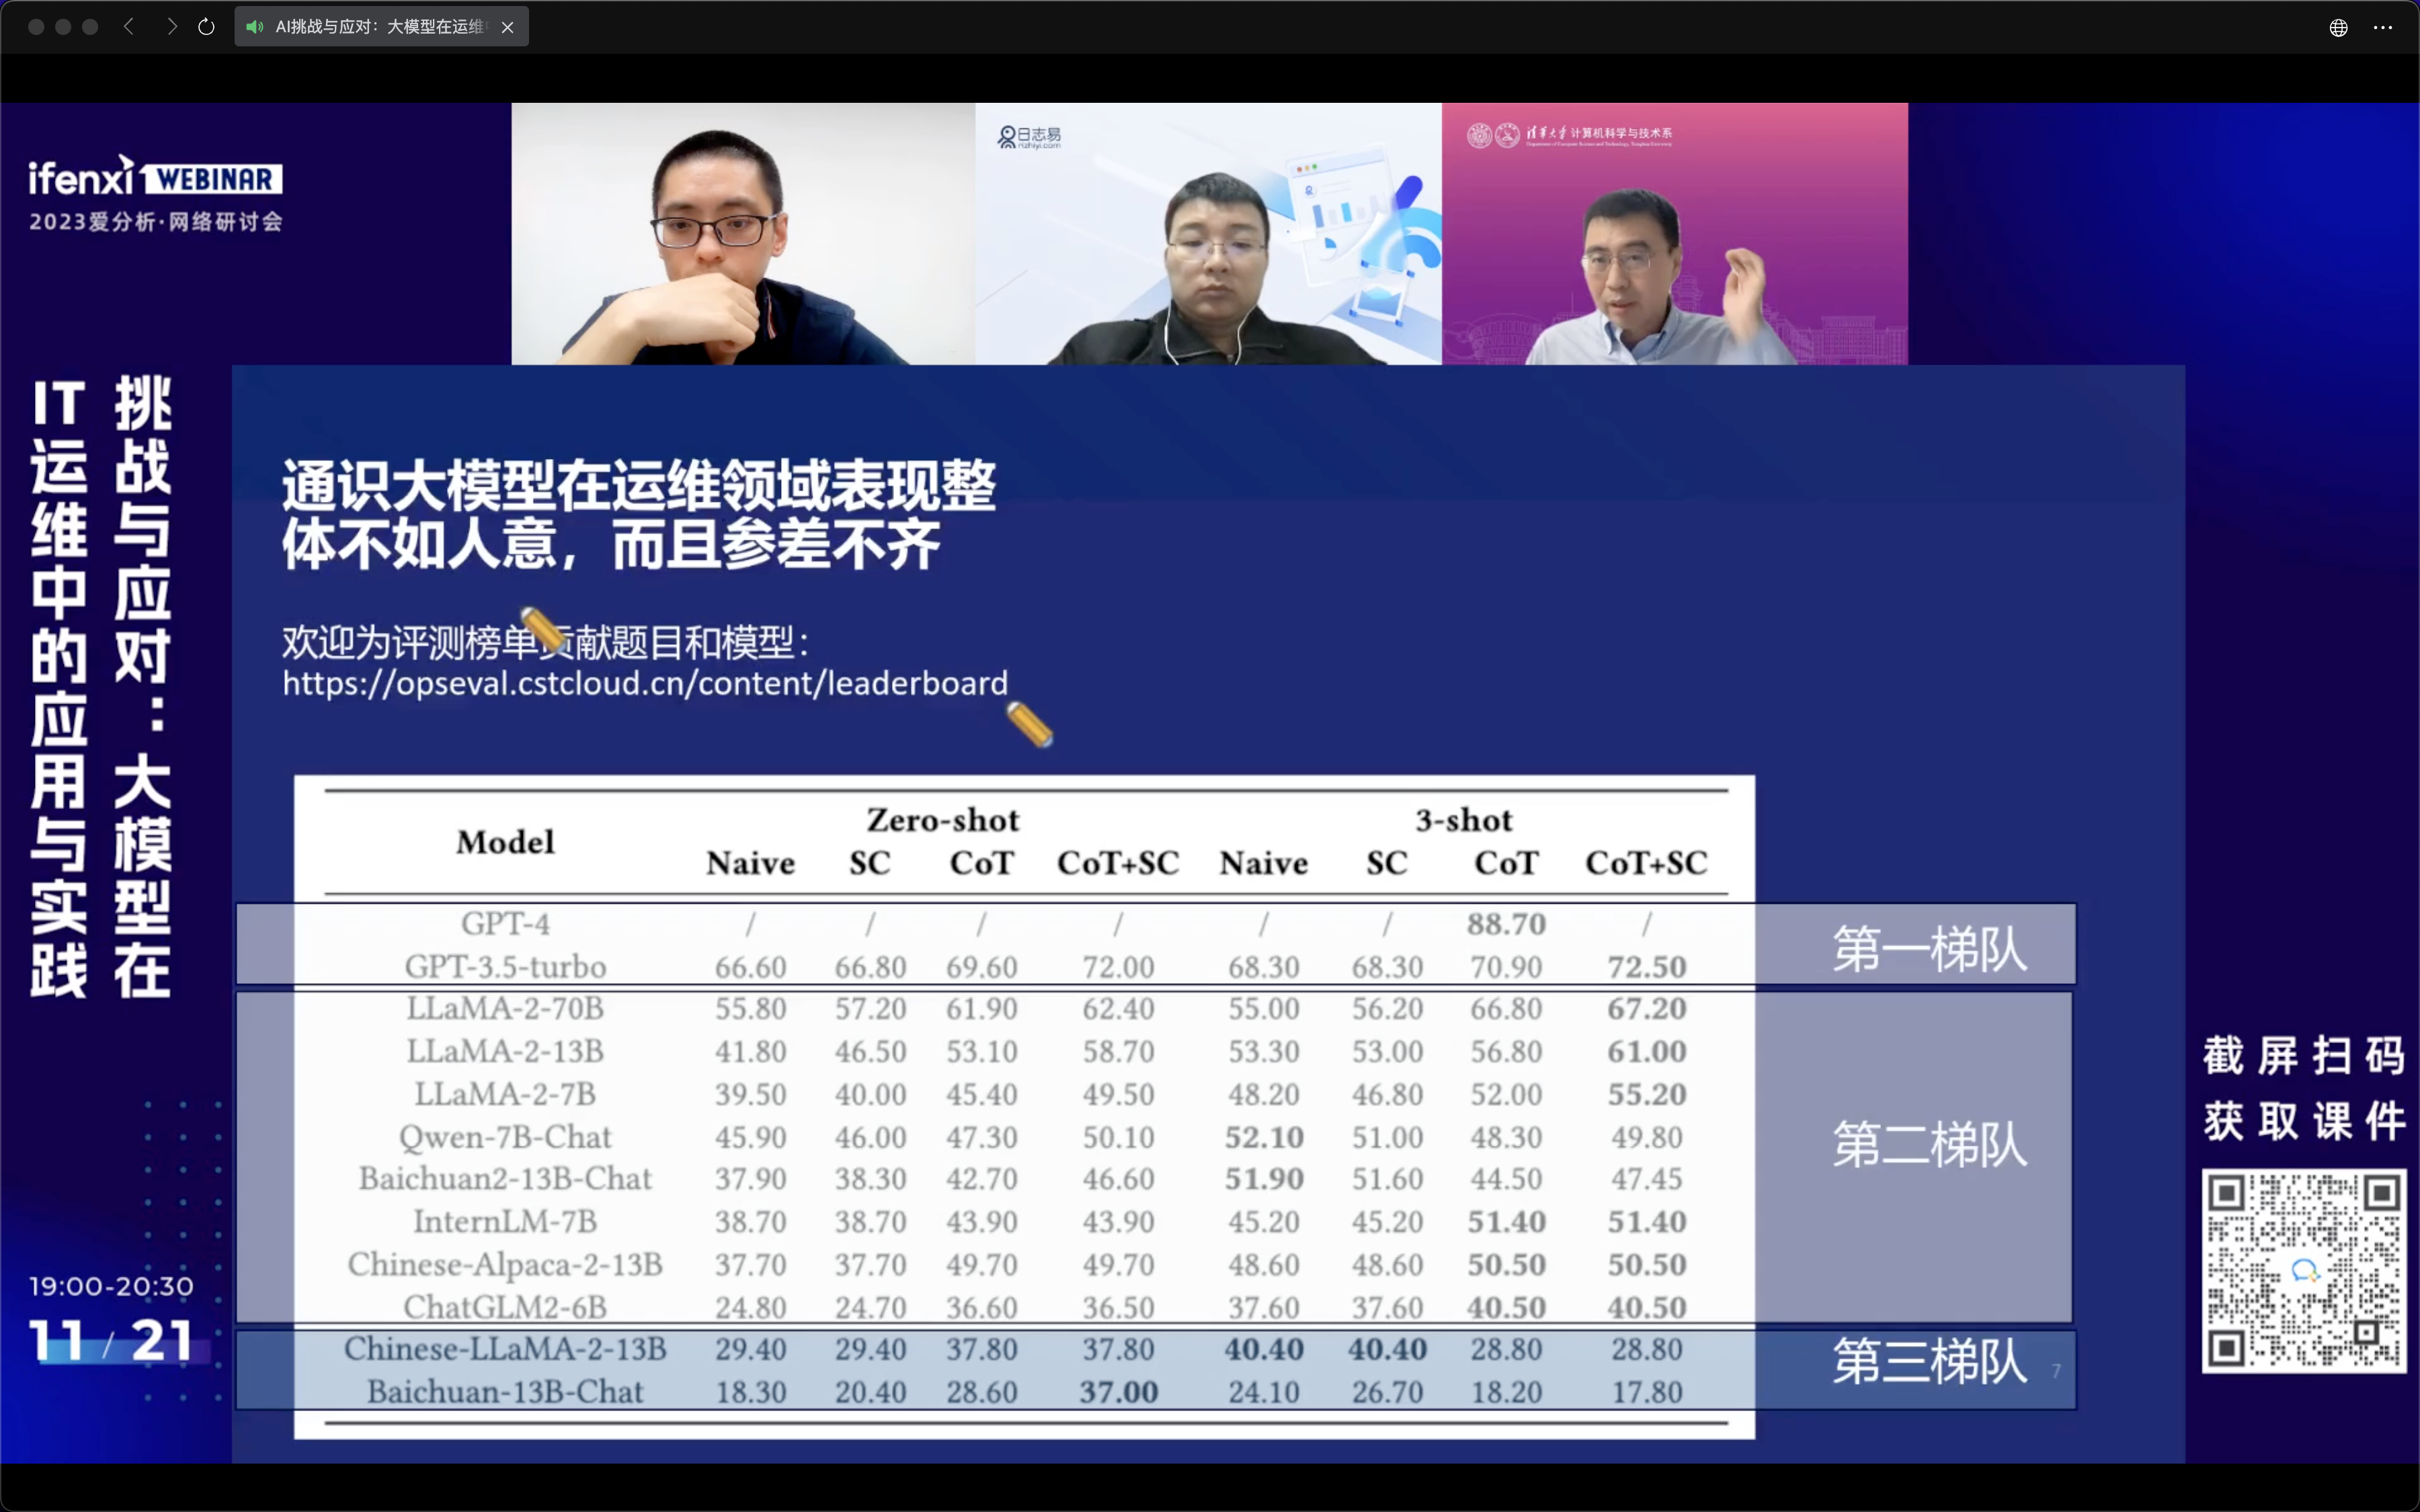 AI挑战与应对：大模型在运维
ifenxi WEBINAR
2023爱分析·网络研讨会
日志易
rizhiyi.com
清华大学 计算机科学与技术系
Department of Computer Science and Technology, Tsinghua University
挑战与应对：大模型在
IT运维中的应用与实践
通识大模型在运维领域表现整
体不如人意，而且参差不齐
欢迎为评测榜单贡献题目和模型：
https://opseval.cstcloud.cn/content/leaderboard
Zero-shot 3-shot
Model
Naive SC CoT CoT+SC Naive SC CoT CoT+SC
GPT-4 / / / / / / 88.70 /
GPT-3.5-turbo 66.60 66.80 69.60 72.00 68.30 68.30 70.90 72.50
第一梯队
LLaMA-2-70B 55.80 57.20 61.90 62.40 55.00 56.20 66.80 67.20
LLaMA-2-13B 41.80 46.50 53.10 58.70 53.30 53.00 56.80 61.00
LLaMA-2-7B 39.50 40.00 45.40 49.50 48.20 46.80 52.00 55.20
Qwen-7B-Chat 45.90 46.00 47.30 50.10 52.10 51.00 48.30 49.80
第二梯队
Baichuan2-13B-Chat 37.90 38.30 42.70 46.60 51.90 51.60 44.50 47.45
InternLM-7B 38.70 38.70 43.90 43.90 45.20 45.20 51.40 51.40
Chinese-Alpaca-2-13B 37.70 37.70 49.70 49.70 48.60 48.60 50.50 50.50
ChatGLM2-6B 24.80 24.70 36.60 36.50 37.60 37.60 40.50 40.50
Chinese-LLaMA-2-13B 29.40 29.40 37.80 37.80 40.40 40.40 28.80 28.80
第三梯队 7
Baichuan-13B-Chat 18.30 20.40 28.60 37.00 24.10 26.70 18.20 17.80
19:00-20:30
11 / 21
截屏扫码
获取课件